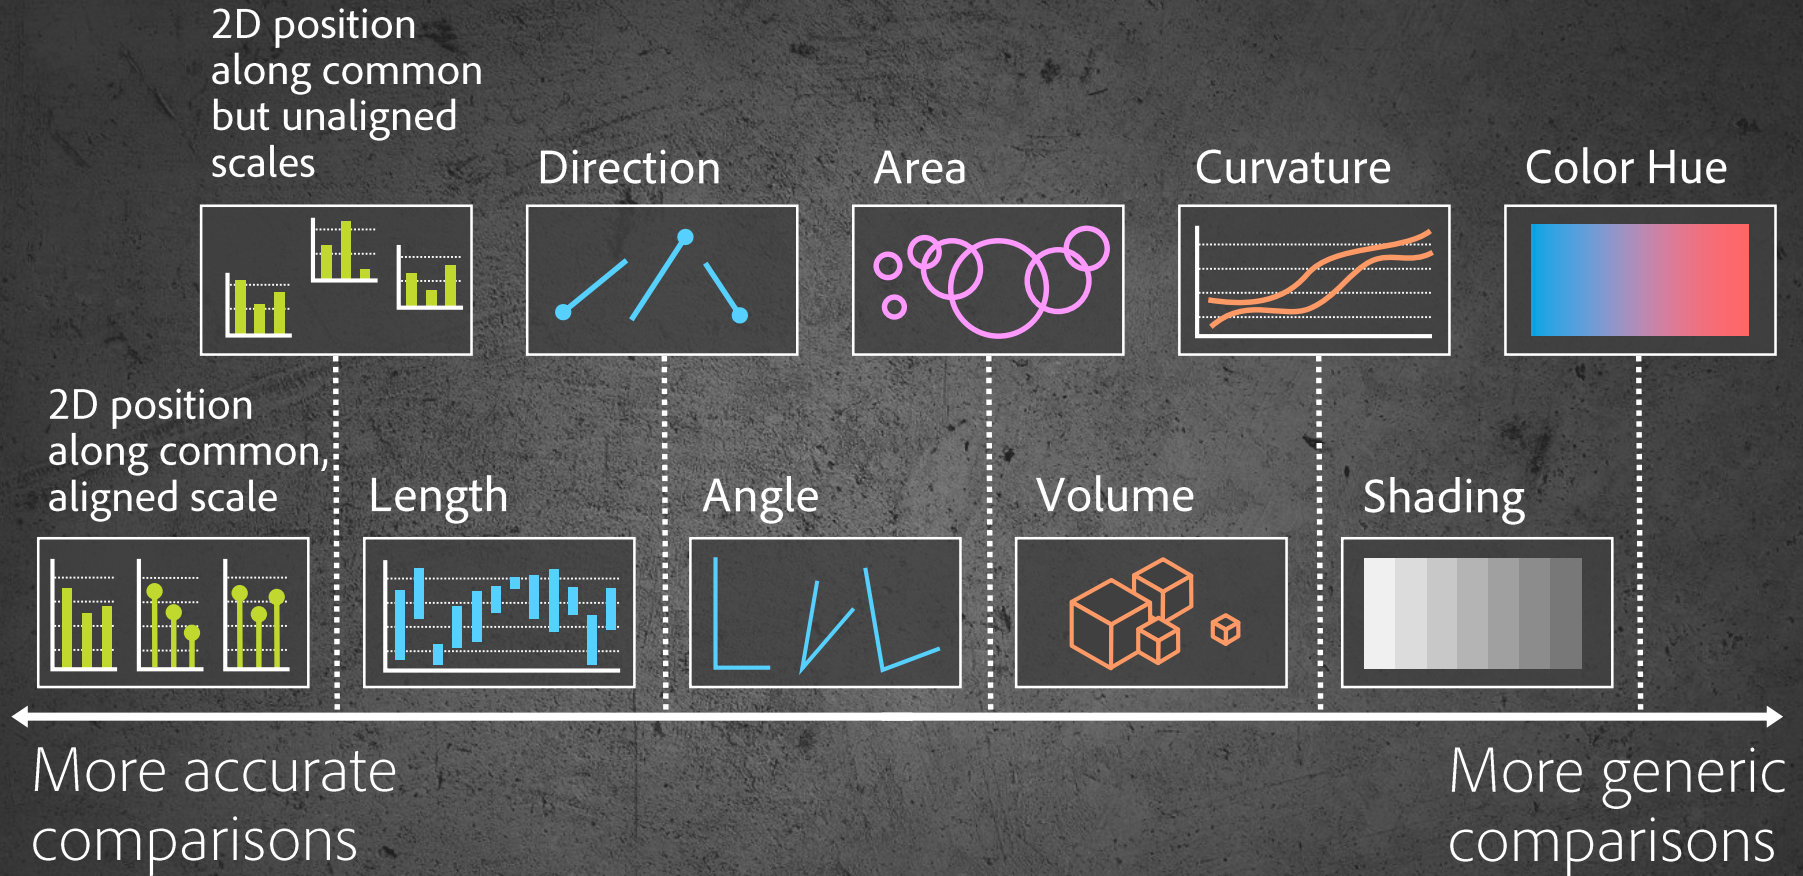 2D position
along common
but unaligned
scales
Direction
Area
Curvature
Color Hue
2D position
along common,
aligned scale
Length
Angle
Volume
Shading
More accurate
comparisons
More generic
comparisons